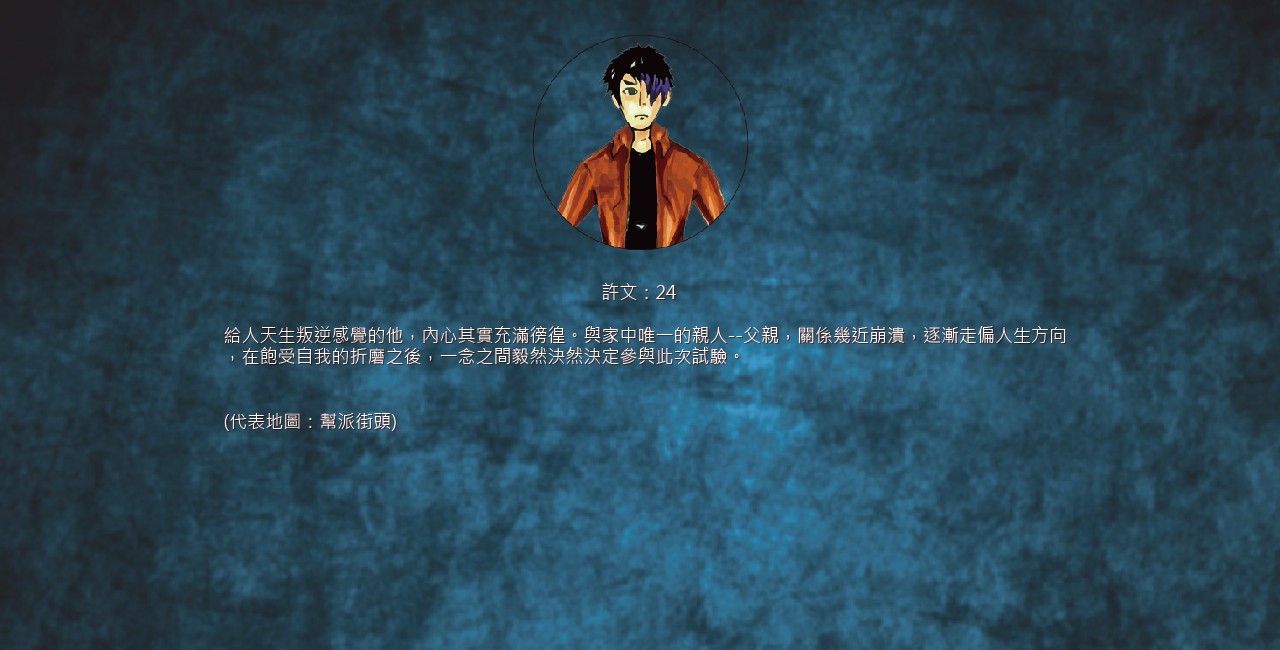 許文：24
給人天生叛逆感覺的他，內心其實充滿徬徨。與家中唯一的親人--父親，關係幾近崩潰，逐漸走偏人生方向
，在飽受自我的折磨之後，一念之間毅然決然決定參與此次試驗。
(代表地圖：幫派街頭)